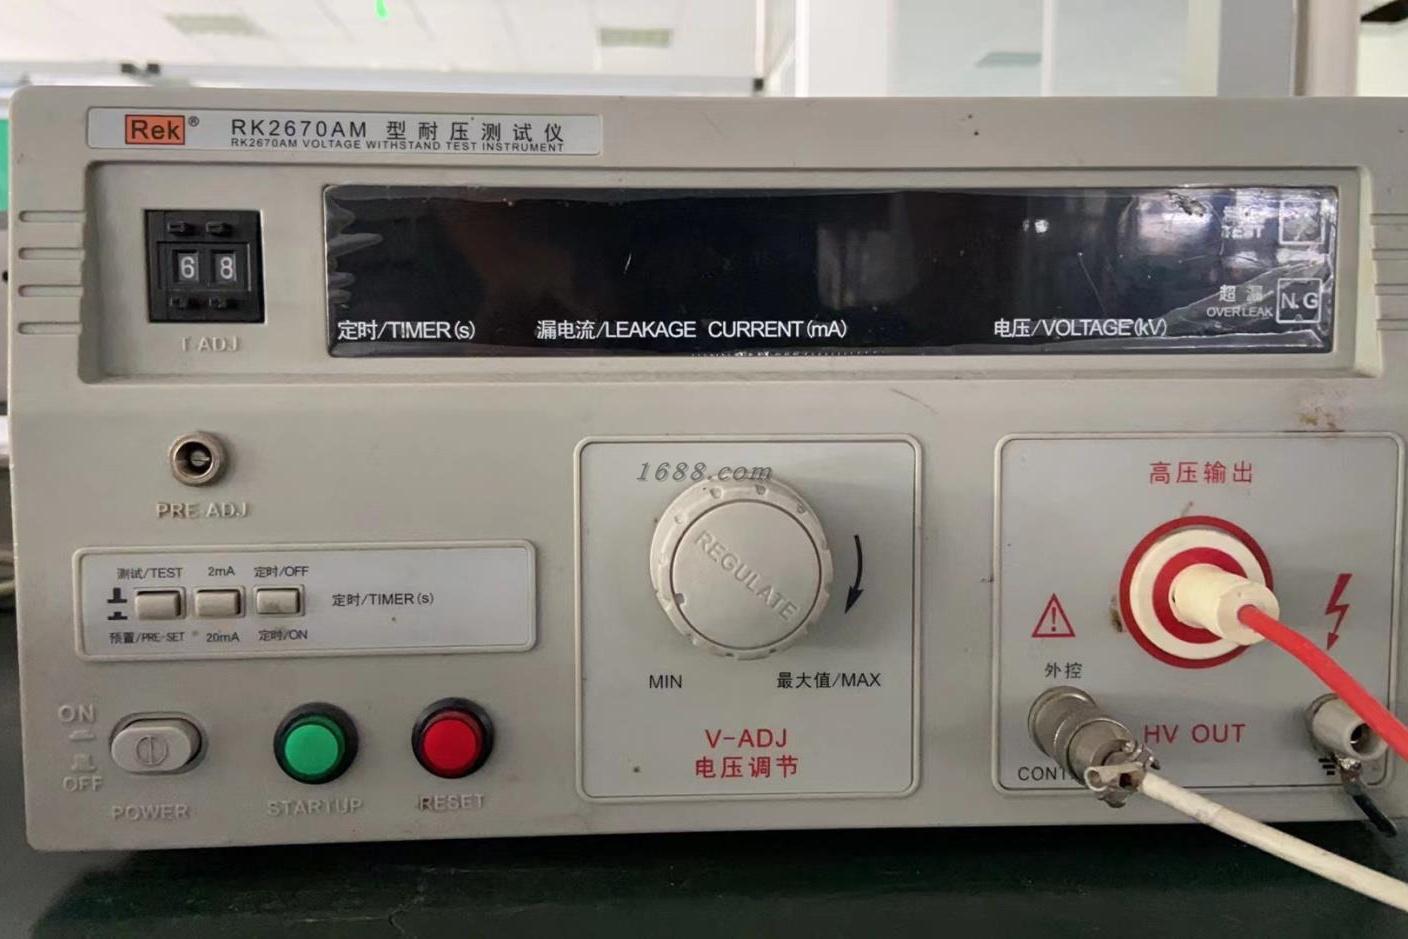 Rek®
RK2670AM 型耐压测试仪
RK2670AM VOLTAGE WITHSTAND TEST INSTRUMENT
68
T ADJ
TEST
定时/TIMER(s)
漏电流/LEAKAGE CURRENT(mA)
电压/VOLTAGE(kV)
超漏
OVERLEAK
N.G
PRE-ADJ
测试/TEST
2mA
定时/OFF
定时/TIMER(s)
预置/PRE-SET
20mA
定时/ON
ON
OFF
POWER
STARTUP
RESET
1688.com
REGULATE
MIN
最大值/MAX
V-ADJ
电压调节
高压输出
外控
HV OUT